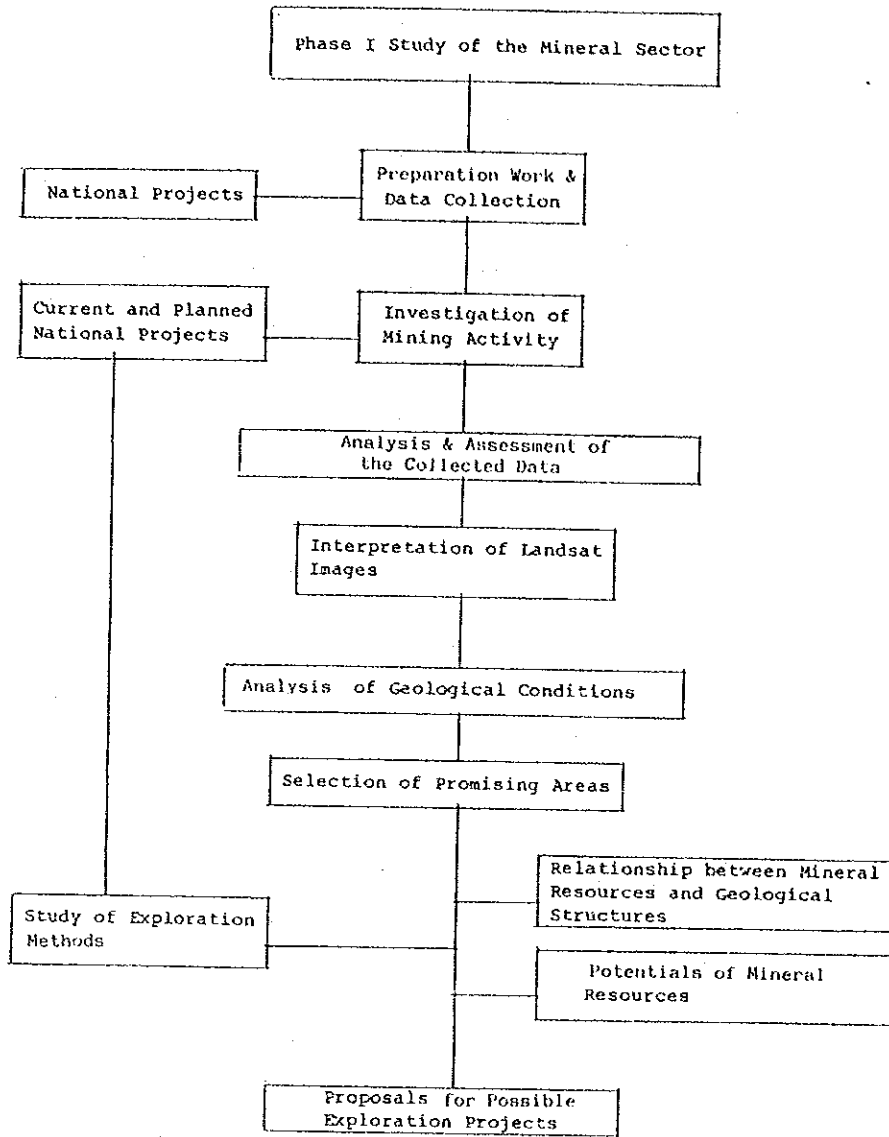 Phase I Study of the Mineral Sector
National Projects
Preparation Work &
Data Collection
Current and Planned
National Projects
Investigation of
Mining Activity
Analysis & Assessment of
the Collected Data
Interpretation of Landsat
Images
Analysis of Geological Conditions
Selection of Promising Areas
Relationship between Mineral
Resources and Geological
Structures
Study of Exploration
Methods
Potentials of Mineral
Resources
Proposals for Possible
Exploration Projects